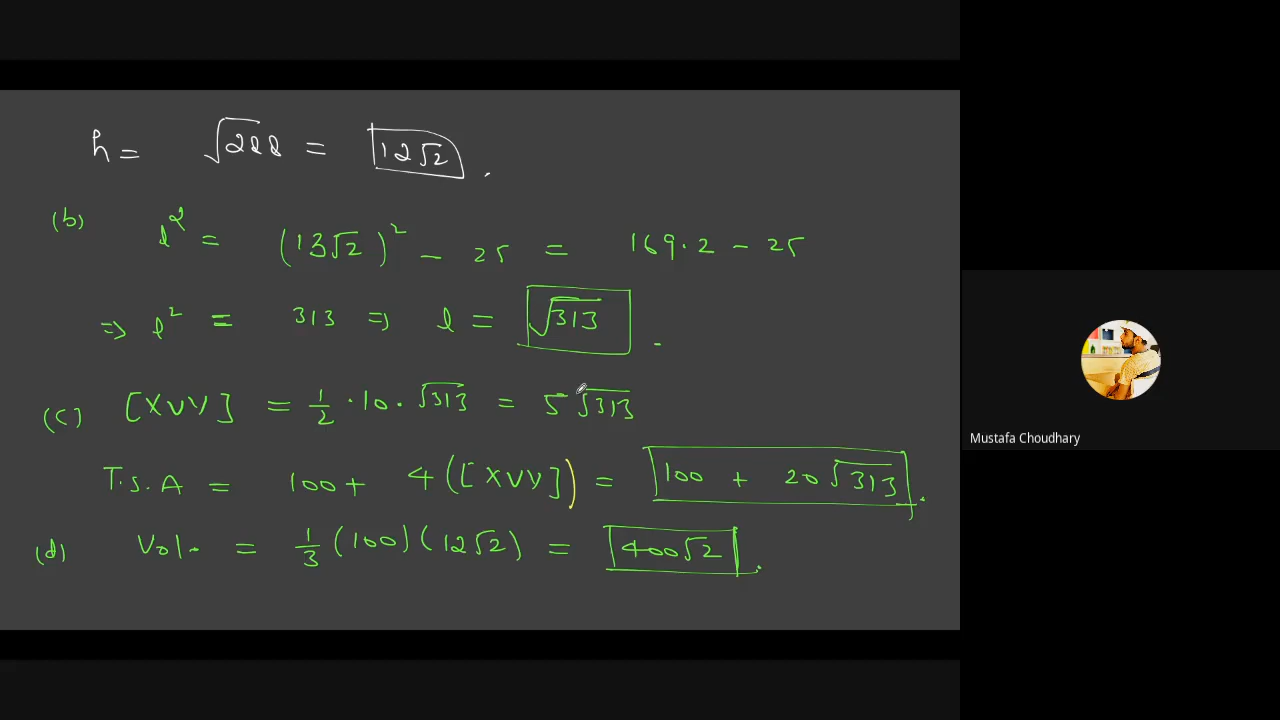 h = √288 = 12√2 .
(b) l² = (13√2)² - 25 = 169·2 - 25
⇒ l² = 313 ⇒ l = √313 .
(c) [XVY] = 1/2 · 10 · √313 = 5√313
T.S.A = 100 + 4([XVY]) = 100 + 20√313 .
(d) Vol. = 1/3 (100)(12√2) = 400√2 .
Mustafa Choudhary